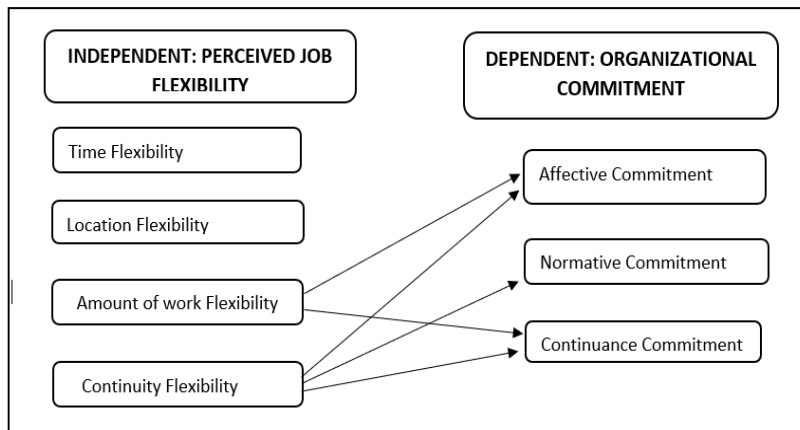 INDEPENDENT: PERCEIVED JOB
FLEXIBILITY
Time Flexibility
Location Flexibility
Amount of work Flexibility
Continuity Flexibility
DEPENDENT: ORGANIZATIONAL
COMMITMENT
Affective Commitment
Normative Commitment
Continuance Commitment